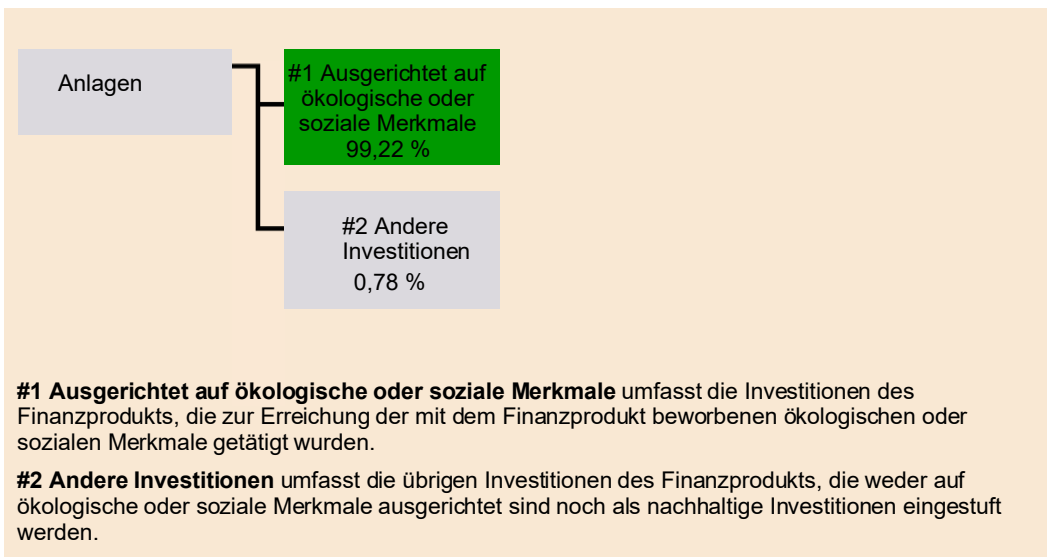 Anlagen
#1 Ausgerichtet auf
ökologische oder
soziale Merkmale
99,22 %
#2 Andere
Investitionen
0,78 %
#1 Ausgerichtet auf ökologische oder soziale Merkmale umfasst die Investitionen des
Finanzprodukts, die zur Erreichung der mit dem Finanzprodukt beworbenen ökologischen oder
sozialen Merkmale getätigt wurden.
#2 Andere Investitionen umfasst die übrigen Investitionen des Finanzprodukts, die weder auf
ökologische oder soziale Merkmale ausgerichtet sind noch als nachhaltige Investitionen eingestuft
werden.